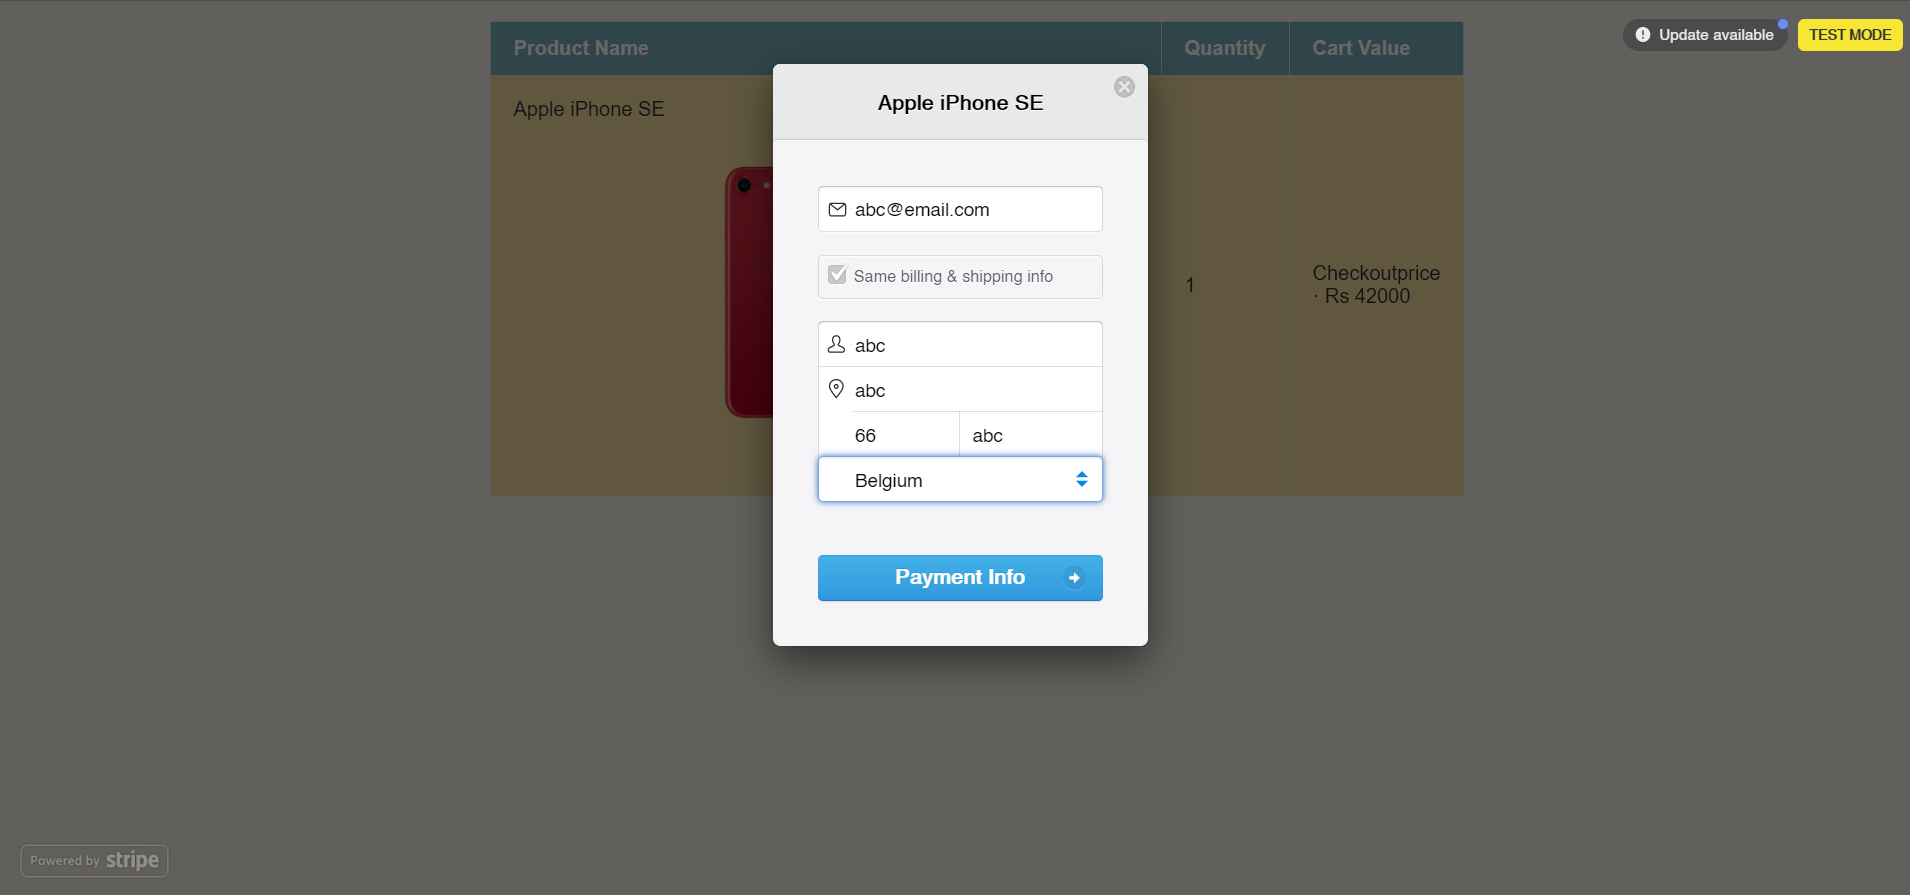 Product Name
Quantity
Cart Value
Update available
TEST MODE
Apple iPhone SE
Apple iPhone SE
abc@email.com
Same billing & shipping info
1
Checkoutprice
· Rs 42000
abc
abc
66
abc
Belgium
Payment Info
Powered by stripe